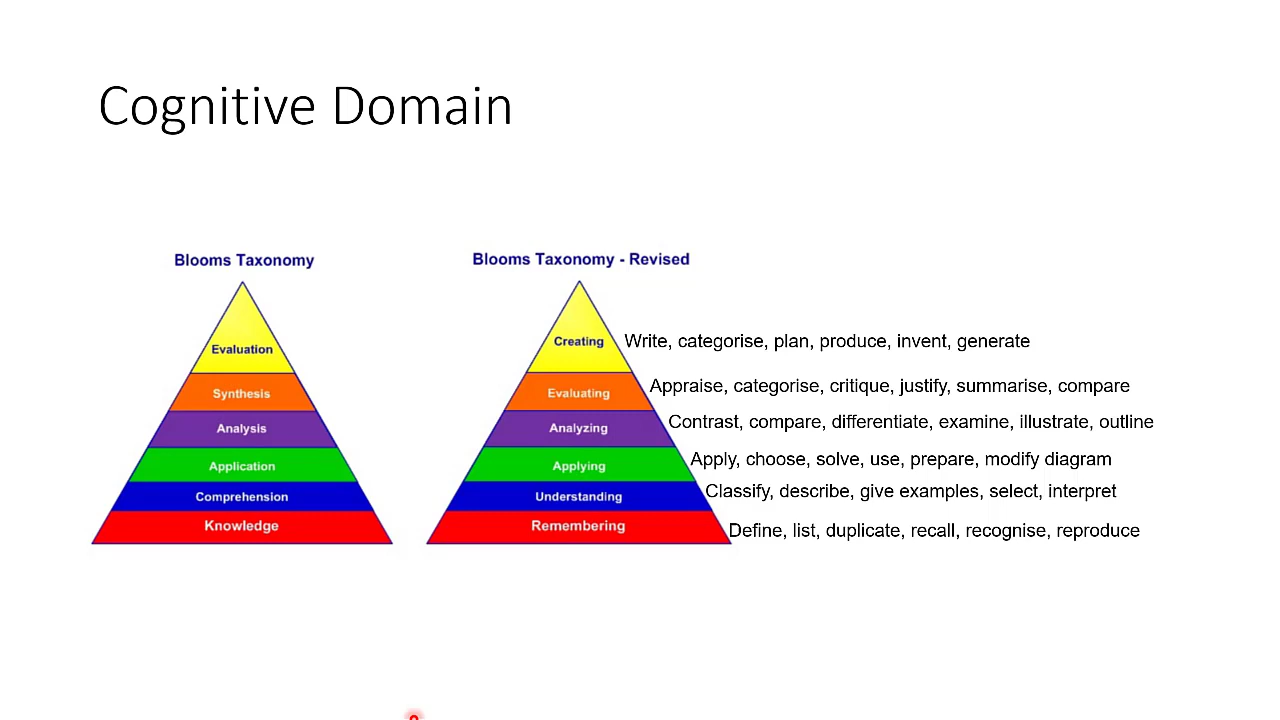 Cognitive Domain
Blooms Taxonomy
Evaluation
Synthesis
Analysis
Application
Comprehension
Knowledge
Blooms Taxonomy - Revised
Creating Write, categorise, plan, produce, invent, generate
Evaluating Appraise, categorise, critique, justify, summarise, compare
Analyzing Contrast, compare, differentiate, examine, illustrate, outline
Applying Apply, choose, solve, use, prepare, modify diagram
Understanding Classify, describe, give examples, select, interpret
Remembering Define, list, duplicate, recall, recognise, reproduce